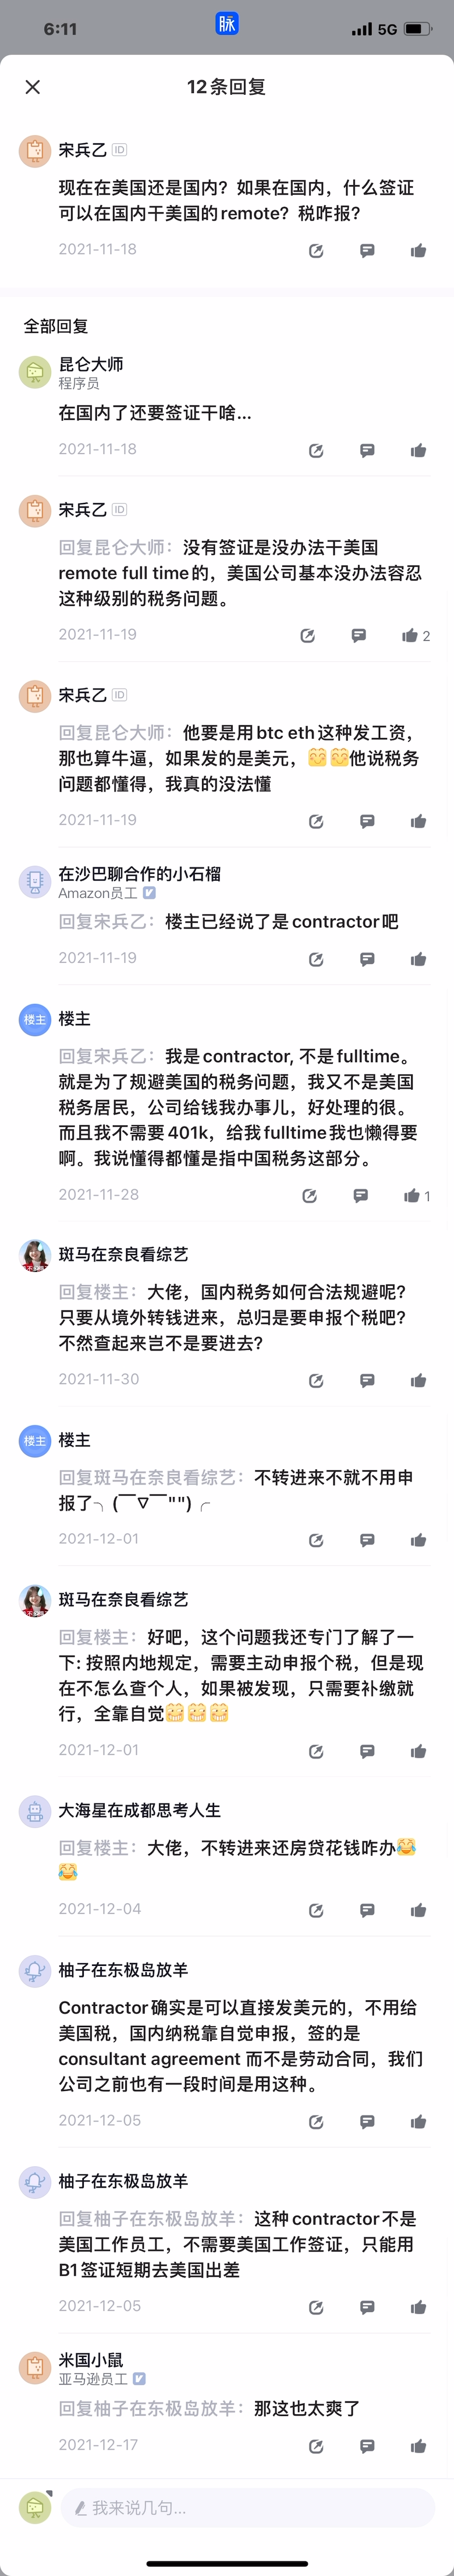 6:11
脉
5G
12条回复
宋兵乙 ID
现在在美国还是国内？如果在国内，什么签证
可以在国内干美国的remote？税咋报？
2021-11-18
全部回复
昆仑大师
程序员
在国内了还要签证干啥...
2021-11-18
宋兵乙 ID
回复昆仑大师：没有签证是没办法干美国
remote full time的，美国公司基本没办法容忍
这种级别的税务问题。
2021-11-19
2
宋兵乙 ID
回复昆仑大师：他要是用btc eth这种发工资，
那也算牛逼，如果发的是美元，😊😊他说税务
问题都懂得，我真的没法懂
2021-11-19
在沙巴聊合作的小石榴
Amazon员工
回复宋兵乙：楼主已经说了是contractor吧
2021-11-19
楼主
楼主
回复宋兵乙：我是contractor, 不是fulltime。
就是为了规避美国的税务问题，我又不是美国
税务居民，公司给钱我办事儿，好处理的很。
而且我不需要401k，给我fulltime我也懒得要
啊。我说懂得都懂是指中国税务这部分。
2021-11-28
1
斑马在奈良看综艺
回复楼主：大佬，国内税务如何合法规避呢？
只要从境外转钱进来，总归是要申报个税吧？
不然查起来岂不是要进去？
2021-11-30
楼主
楼主
回复斑马在奈良看综艺：不转进来不就不用申
报了╮(￣▽￣"")╭
2021-12-01
斑马在奈良看综艺
回复楼主：好吧，这个问题我还专门了解了一
下: 按照内地规定，需要主动申报个税，但是现
在不怎么查个人，如果被发现，只需要补缴就
行，全靠自觉😁😁😁
2021-12-01
大海星在成都思考人生
回复楼主：大佬，不转进来还房贷花钱咋办😂
😂
2021-12-04
柚子在东极岛放羊
Contractor确实是可以直接发美元的，不用给
美国税，国内纳税靠自觉申报，签的是
consultant agreement 而不是劳动合同，我们
公司之前也有一段时间是用这种。
2021-12-05
柚子在东极岛放羊
回复柚子在东极岛放羊：这种contractor不是
美国工作员工，不需要美国工作签证，只能用
B1签证短期去美国出差
2021-12-05
米国小鼠
亚马逊员工
回复柚子在东极岛放羊：那这也太爽了
2021-12-17
我来说几句...